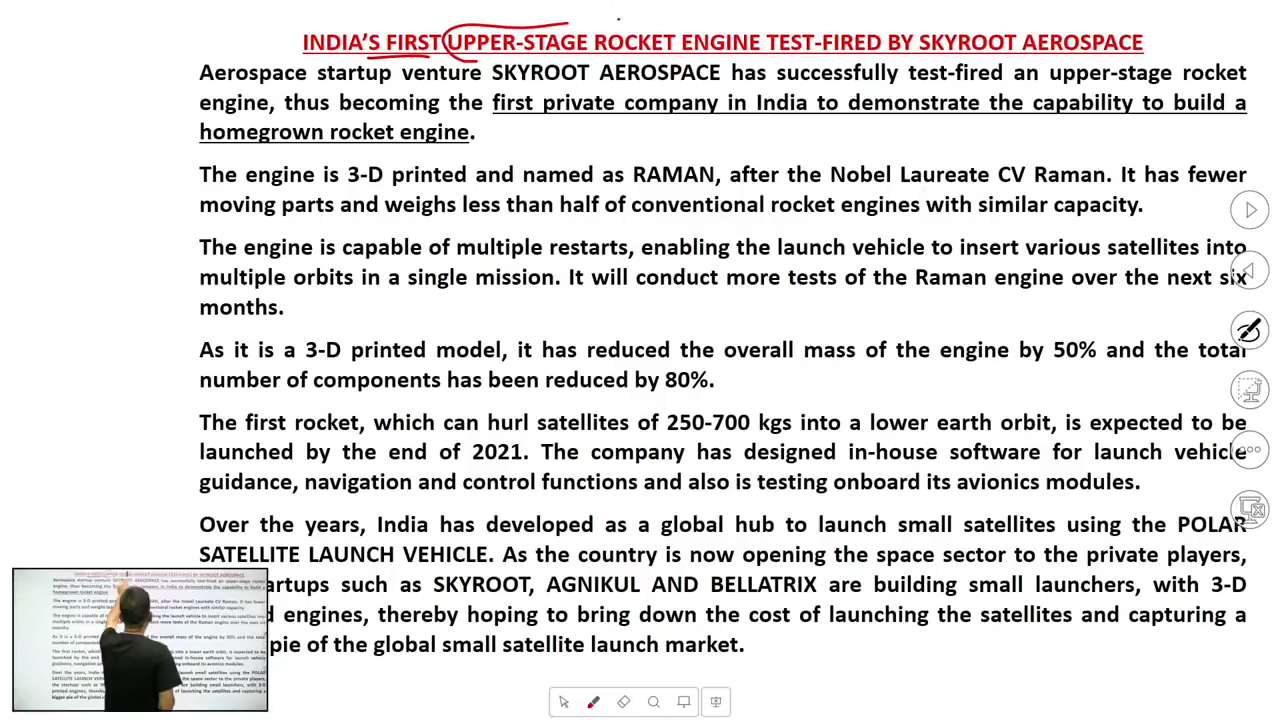 INDIA'S FIRST UPPER-STAGE ROCKET ENGINE TEST-FIRED BY SKYROOT AEROSPACE
Aerospace startup venture SKYROOT AEROSPACE has successfully test-fired an upper-stage rocket
engine, thus becoming the first private company in India to demonstrate the capability to build a
homegrown rocket engine.
The engine is 3-D printed and named as RAMAN, after the Nobel Laureate CV Raman. It has fewer
moving parts and weighs less than half of conventional rocket engines with similar capacity.
The engine is capable of multiple restarts, enabling the launch vehicle to insert various satellites into
multiple orbits in a single mission. It will conduct more tests of the Raman engine over the next six
months.
As it is a 3-D printed model, it has reduced the overall mass of the engine by 50% and the total
number of components has been reduced by 80%.
The first rocket, which can hurl satellites of 250-700 kgs into a lower earth orbit, is expected to be
launched by the end of 2021. The company has designed in-house software for launch vehicle
guidance, navigation and control functions and also is testing onboard its avionics modules.
Over the years, India has developed as a global hub to launch small satellites using the POLAR
SATELLITE LAUNCH VEHICLE. As the country is now opening the space sector to the private players,
startups such as SKYROOT, AGNIKUL AND BELLATRIX are building small launchers, with 3-D
engines, thereby hoping to bring down the cost of launching the satellites and capturing a
pie of the global small satellite launch market.